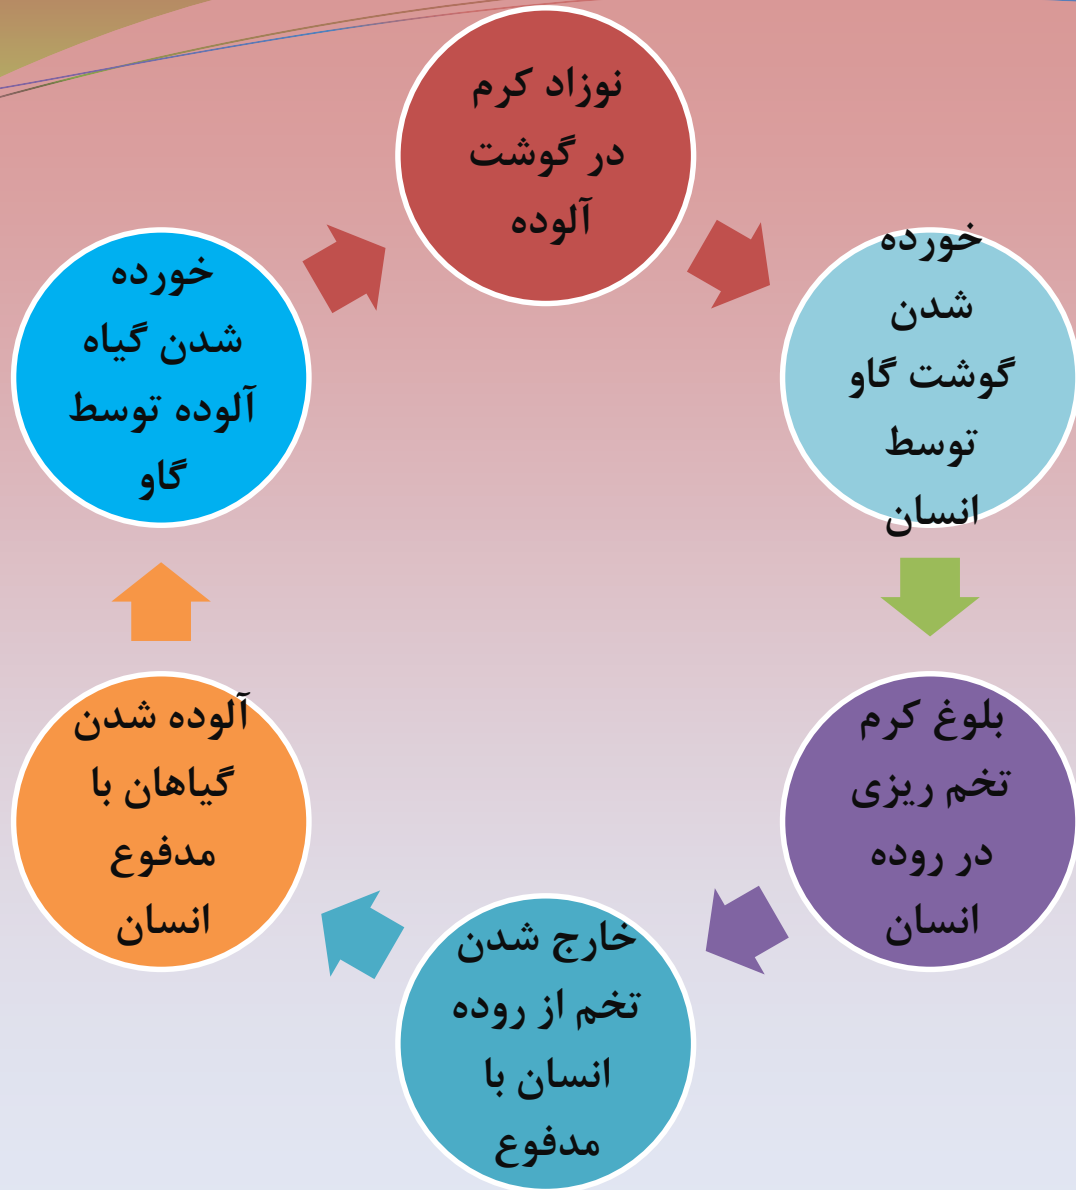 نوزاد کرم
در گوشت
آلوده
خورده
شدن
گوشت گاو
توسط
انسان
بلوغ کرم
تخم ریزی
در روده
انسان
خارج شدن
تخم از روده
انسان با
مدفوع
آلوده شدن
گیاهان با
مدفوع
انسان
خورده
شدن گیاه
آلوده توسط
گاو